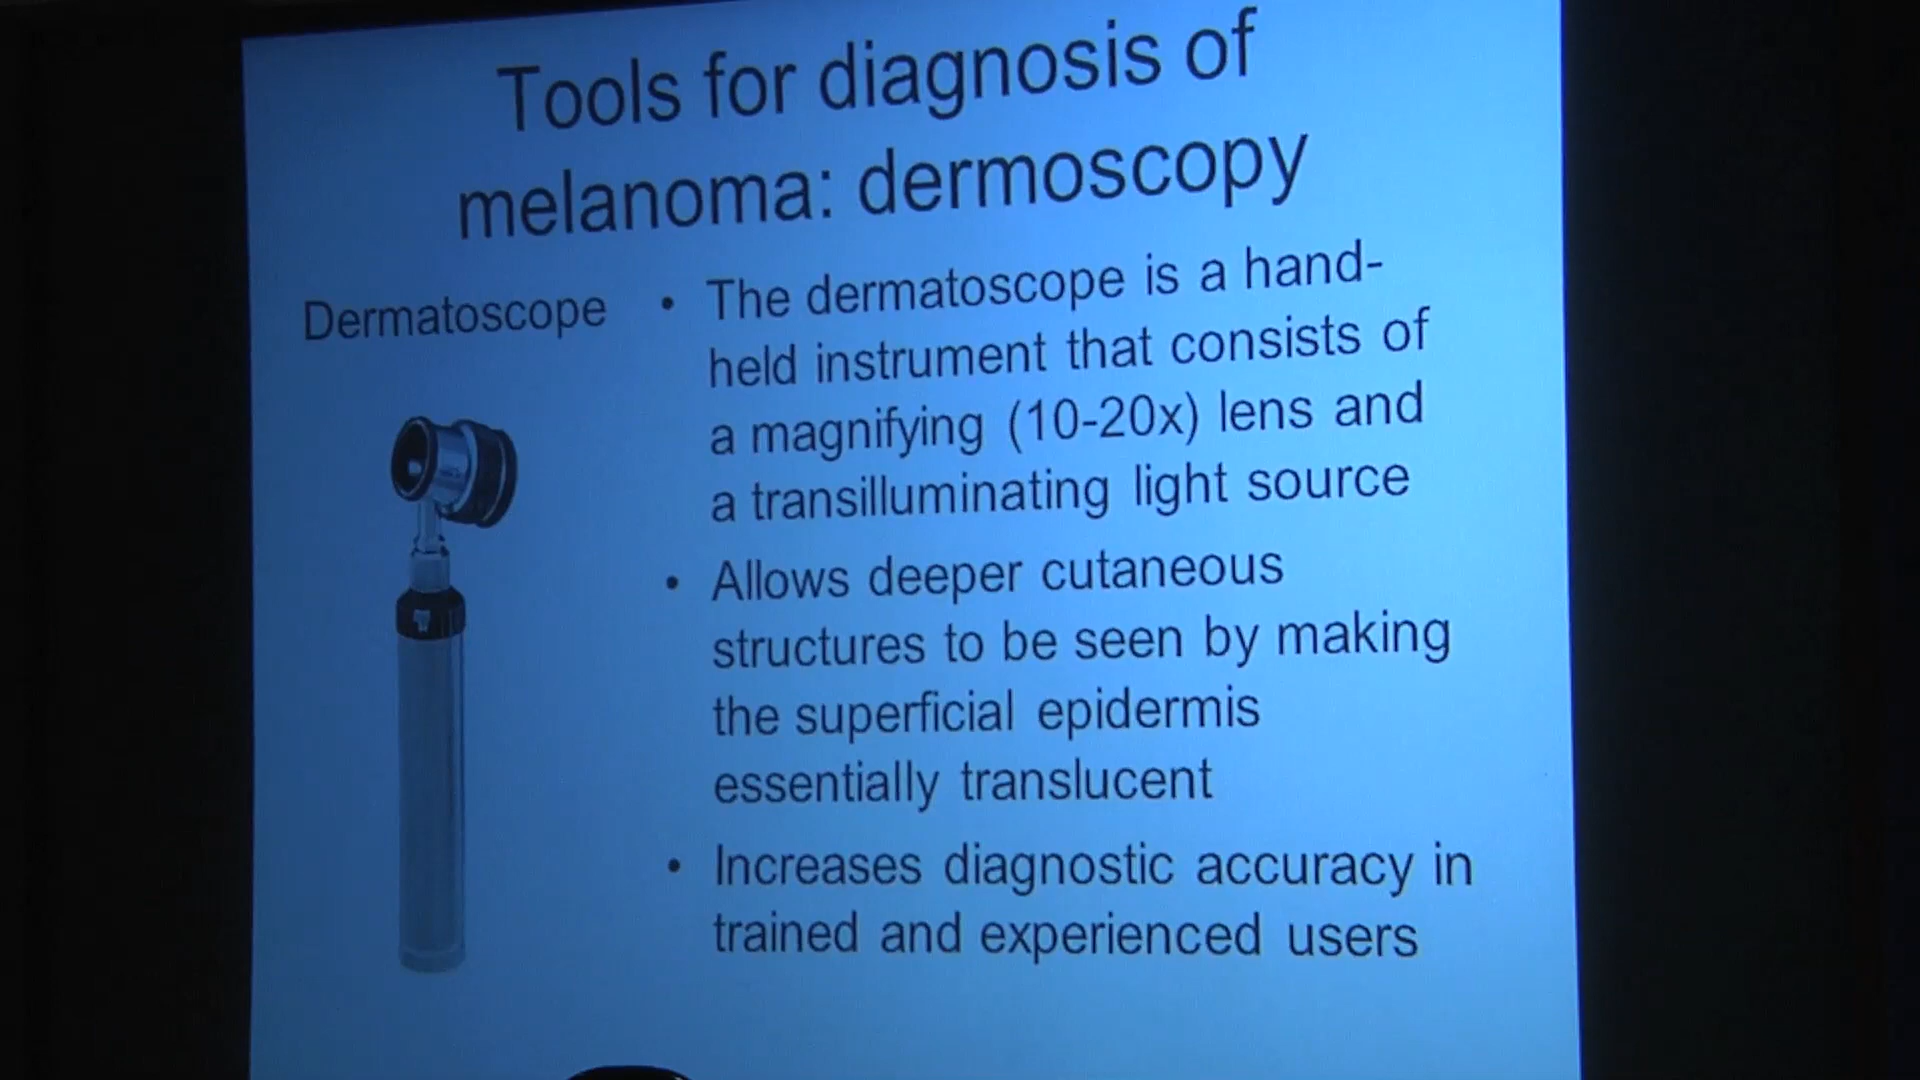 Tools for diagnosis of
melanoma: dermoscopy
Dermatoscope
• The dermatoscope is a hand-
held instrument that consists of
a magnifying (10-20x) lens and
a transilluminating light source
• Allows deeper cutaneous
structures to be seen by making
the superficial epidermis
essentially translucent
• Increases diagnostic accuracy in
trained and experienced users